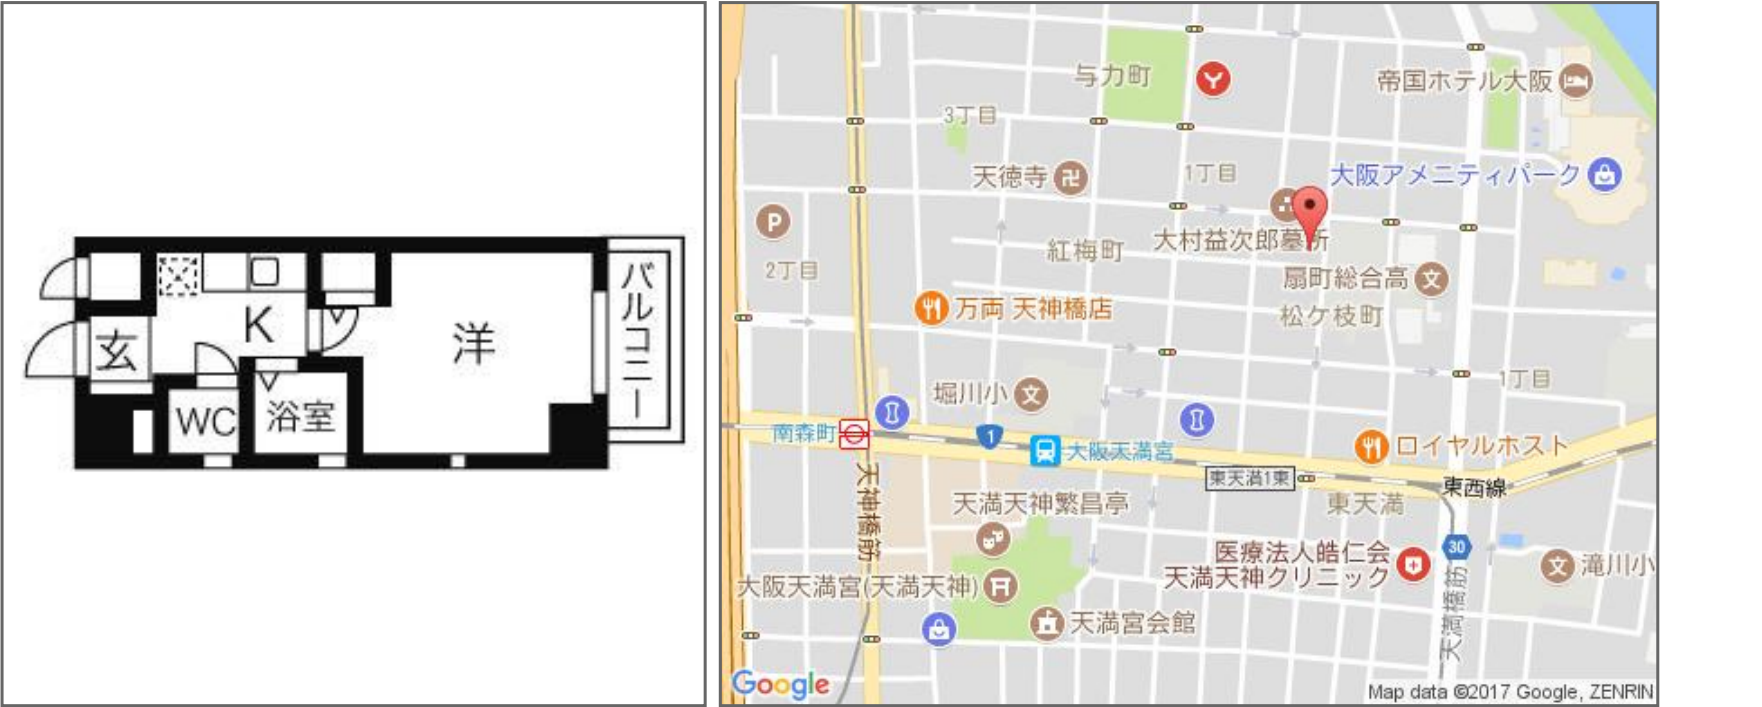 玄
K
洋
WC
浴室
バルコニー
与力町
帝国ホテル大阪
3丁目
天徳寺
1丁目
大阪アメニティパーク
P
大村益次郎墓所
紅梅町
2丁目
扇町総合高
文
万両 天神橋店
松ケ枝町
堀川小
文
1丁目
南森町
1
大阪天満宮
ロイヤルホスト
東天満1東
東西線
天神橋筋
天満天神繁昌亭
東天満
医療法人皓仁会
天満天神クリニック
30
文
滝川小
大阪天満宮(天満天神)
天満宮会館
天満橋筋
Google
Map data ©2017 Google, ZENRIN